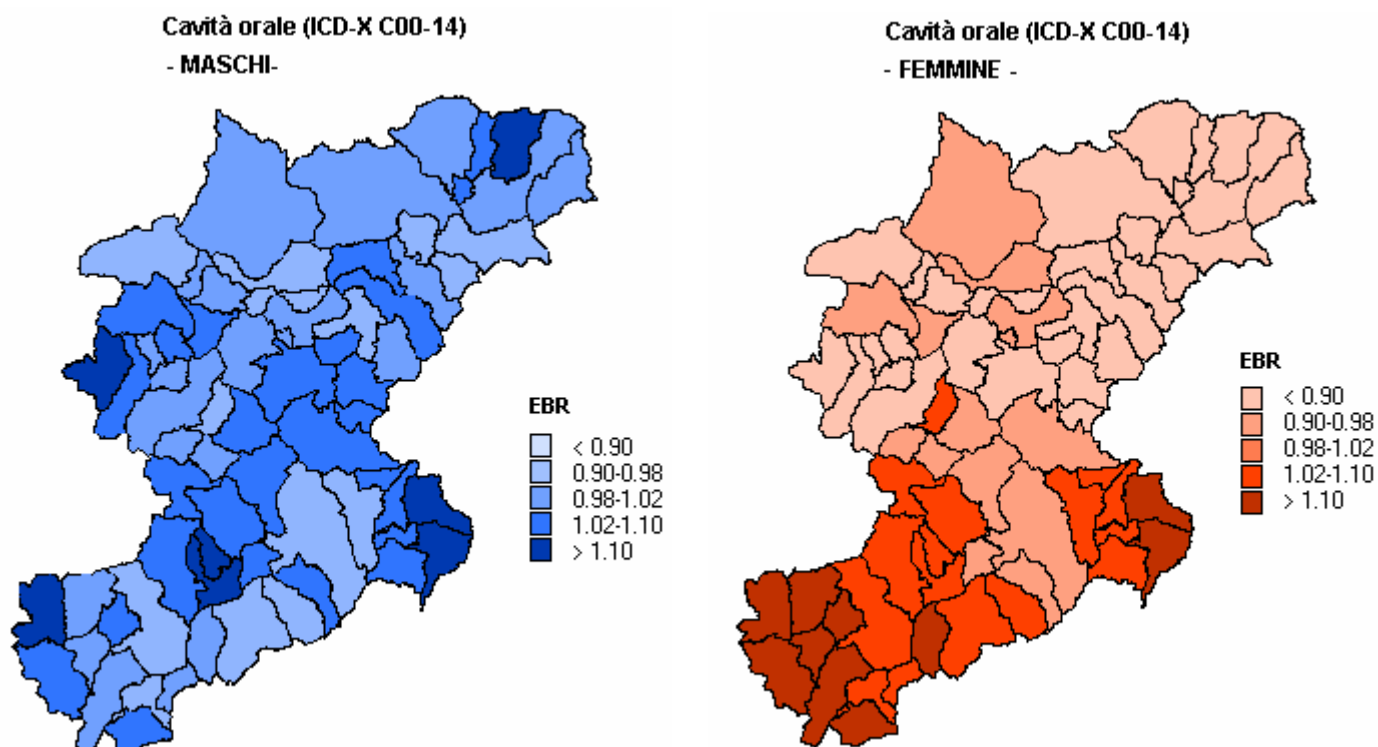 Cavità orale (ICD-X C00-14)
- MASCHI-
EBR
< 0.90
0.90-0.98
0.98-1.02
1.02-1.10
> 1.10
Cavità orale (ICD-X C00-14)
- FEMMINE -
EBR
< 0.90
0.90-0.98
0.98-1.02
1.02-1.10
> 1.10